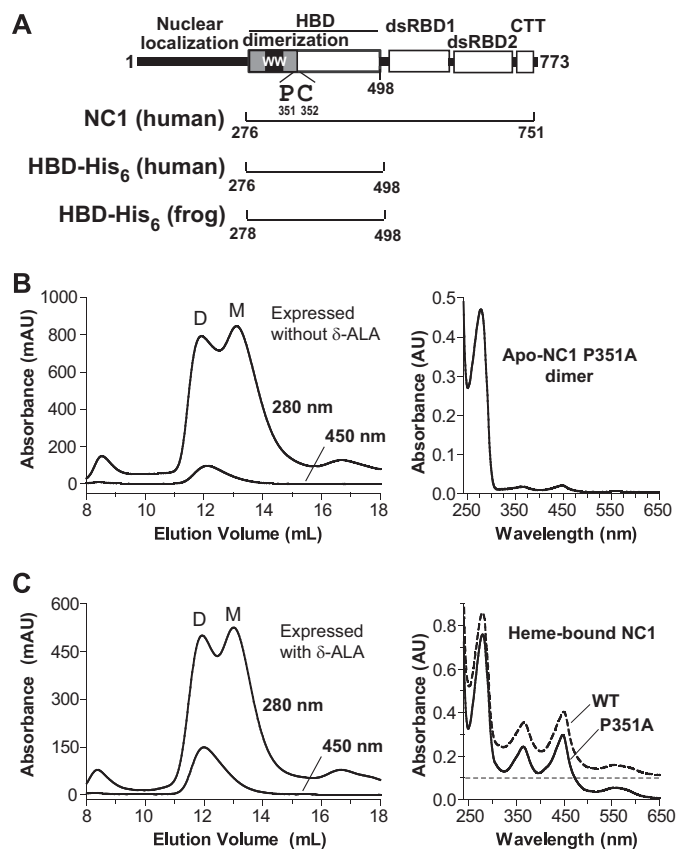 A
Nuclear localization
HBD
dimerization
dsRBD1
dsRBD2
CTT
1
WW
773
P C
351 352
498
NC1 (human)
276
751
HBD-His6 (human)
276
498
HBD-His6 (frog)
278
498
B
1000
800
600
400
200
0
Absorbance (mAU)
D
M
Expressed
without δ-ALA
280 nm
450 nm
8 10 12 14 16 18
Elution Volume (mL)
0.5
0.4
0.3
0.2
0.1
0.0
Absorbance (AU)
Apo-NC1 P351A
dimer
250 350 450 550 650
Wavelength (nm)
C
600
450
300
150
0
Absorbance (mAU)
D
M
Expressed
with δ-ALA
280 nm
450 nm
8 10 12 14 16 18
Elution Volume (mL)
0.8
0.6
0.4
0.2
0.0
Absorbance (AU)
Heme-bound NC1
WT
P351A
250 350 450 550 650
Wavelength (nm)